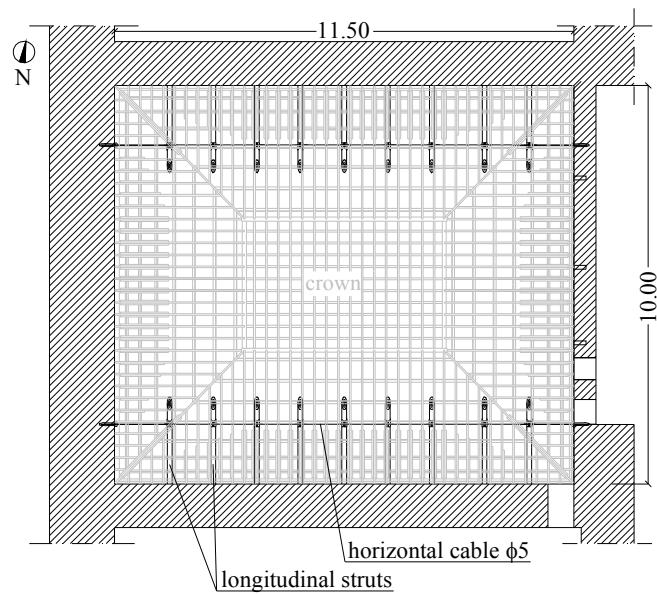 11.50
N
crown
10.00
horizontal cable ϕ5
longitudinal struts